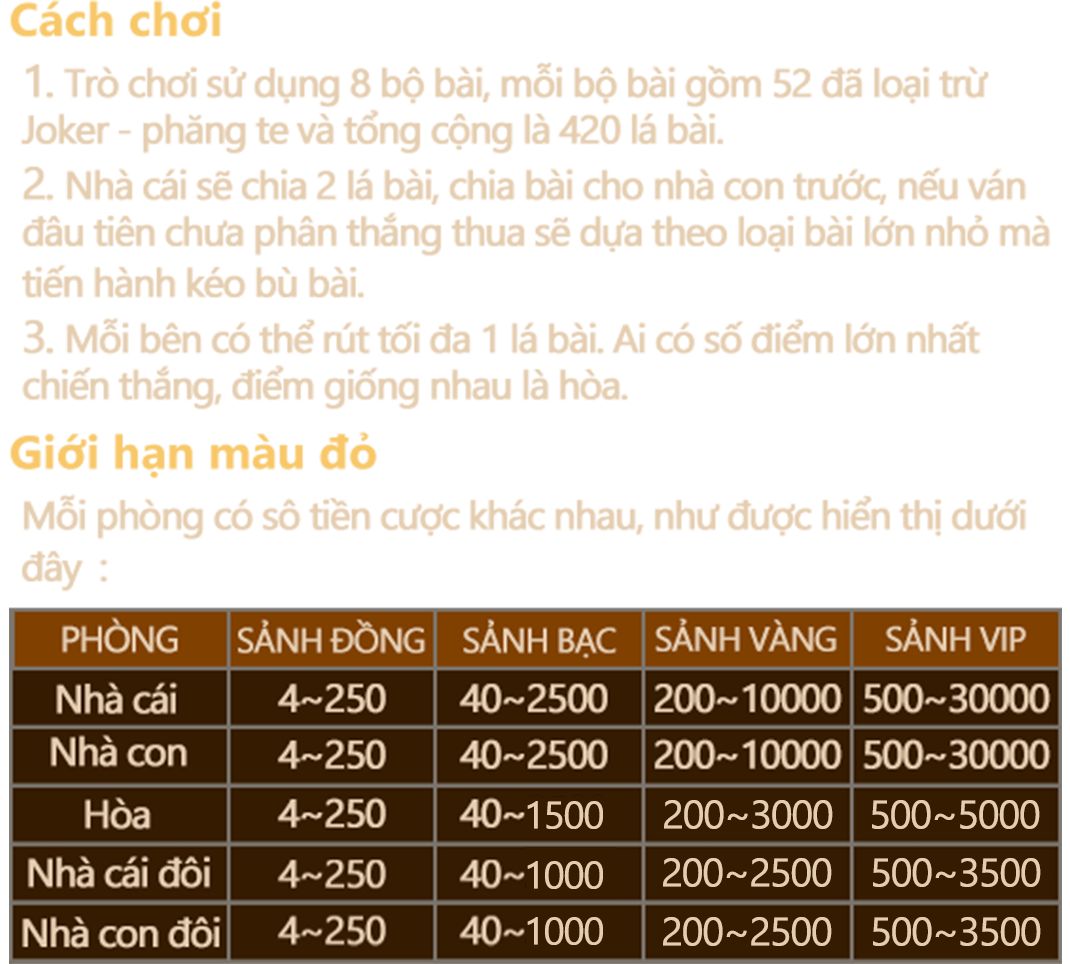 Cách chơi
1. Trò chơi sử dụng 8 bộ bài, mỗi bộ bài gồm 52 đã loại trừ
Joker - phăng te và tổng cộng là 420 lá bài.
2. Nhà cái sẽ chia 2 lá bài, chia bài cho nhà con trước, nếu ván
đâu tiên chưa phân thắng thua sẽ dựa theo loại bài lớn nhỏ mà
tiến hành kéo bù bài.
3. Mỗi bên có thể rút tối đa 1 lá bài. Ai có số điểm lớn nhất
chiến thắng, điểm giống nhau là hòa.
Giới hạn màu đỏ
Mỗi phòng có sô tiền cược khác nhau, như được hiển thị dưới
đây :
PHÒNG SẢNH ĐỒNG SẢNH BẠC SẢNH VÀNG SẢNH VIP
Nhà cái 4~250 40~2500 200~10000 500~30000
Nhà con 4~250 40~2500 200~10000 500~30000
Hòa 4~250 40~1500 200~3000 500~5000
Nhà cái đôi 4~250 40~1000 200~2500 500~3500
Nhà con đôi 4~250 40~1000 200~2500 500~3500